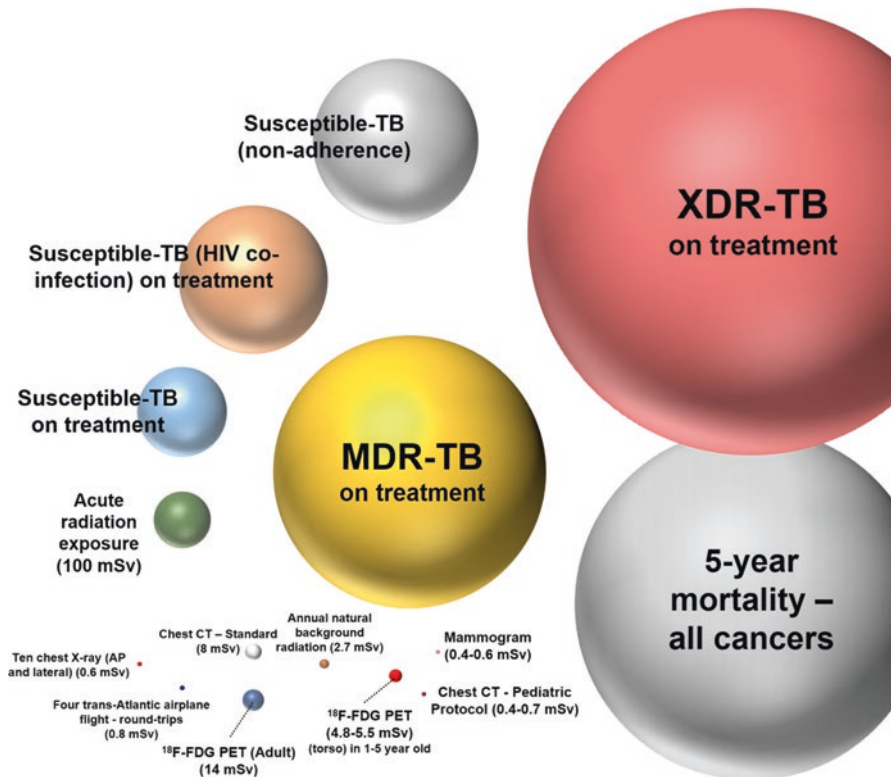 Susceptible-TB
(non-adherence)
XDR-TB
on treatment
Susceptible-TB (HIV co-
infection) on treatment
Susceptible-TB
on treatment
MDR-TB
on treatment
Acute
radiation
exposure
(100 mSv)
5-year
mortality –
all cancers
Chest CT – Standard
(8 mSv)
Annual natural
background
radiation (2.7 mSv)
Mammogram
(0.4-0.6 mSv)
Ten chest X-ray (AP
and lateral) (0.6 mSv)
Four trans-Atlantic airplane
flight - round-trips
(0.8 mSv)
18F-FDG PET (Adult)
(14 mSv)
18F-FDG PET
(4.8-5.5 mSv)
(torso) in 1-5 year old
Chest CT - Pediatric
Protocol (0.4-0.7 mSv)